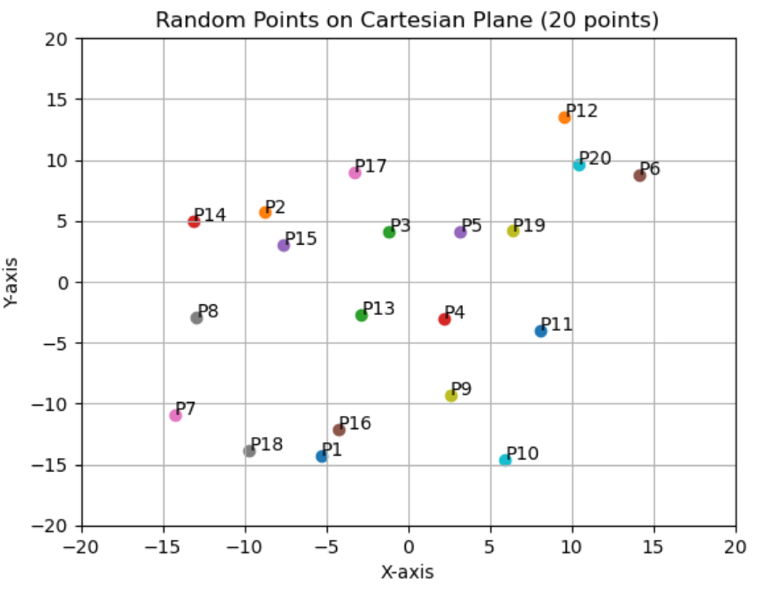 Random Points on Cartesian Plane (20 points)
20
15
P12
10
P17
P20
P6
5
P14
P2
P15
P3
P5
P19
0
Y-axis
P8
P13
P4
P11
−5
P9
−10
P7
P16
P18
P1
P10
−15
−20
−20 −15 −10 −5 0 5 10 15 20
X-axis